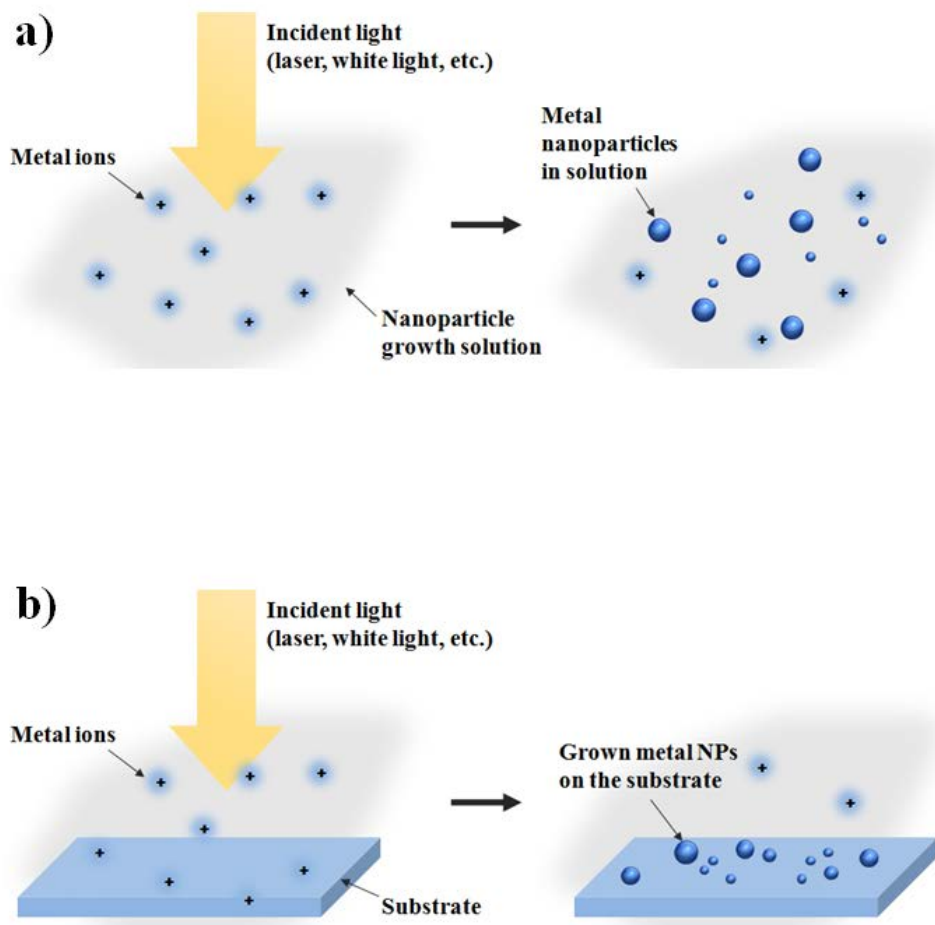 a)
Incident light
(laser, white light, etc.)
Metal ions
Metal
nanoparticles
in solution
Nanoparticle
growth solution
+
+
+
+
+
+
+
+
+
+
+
+
b)
Incident light
(laser, white light, etc.)
Metal ions
Grown metal NPs
on the substrate
Substrate
+
+
+
+
+
+
+
+
+
+